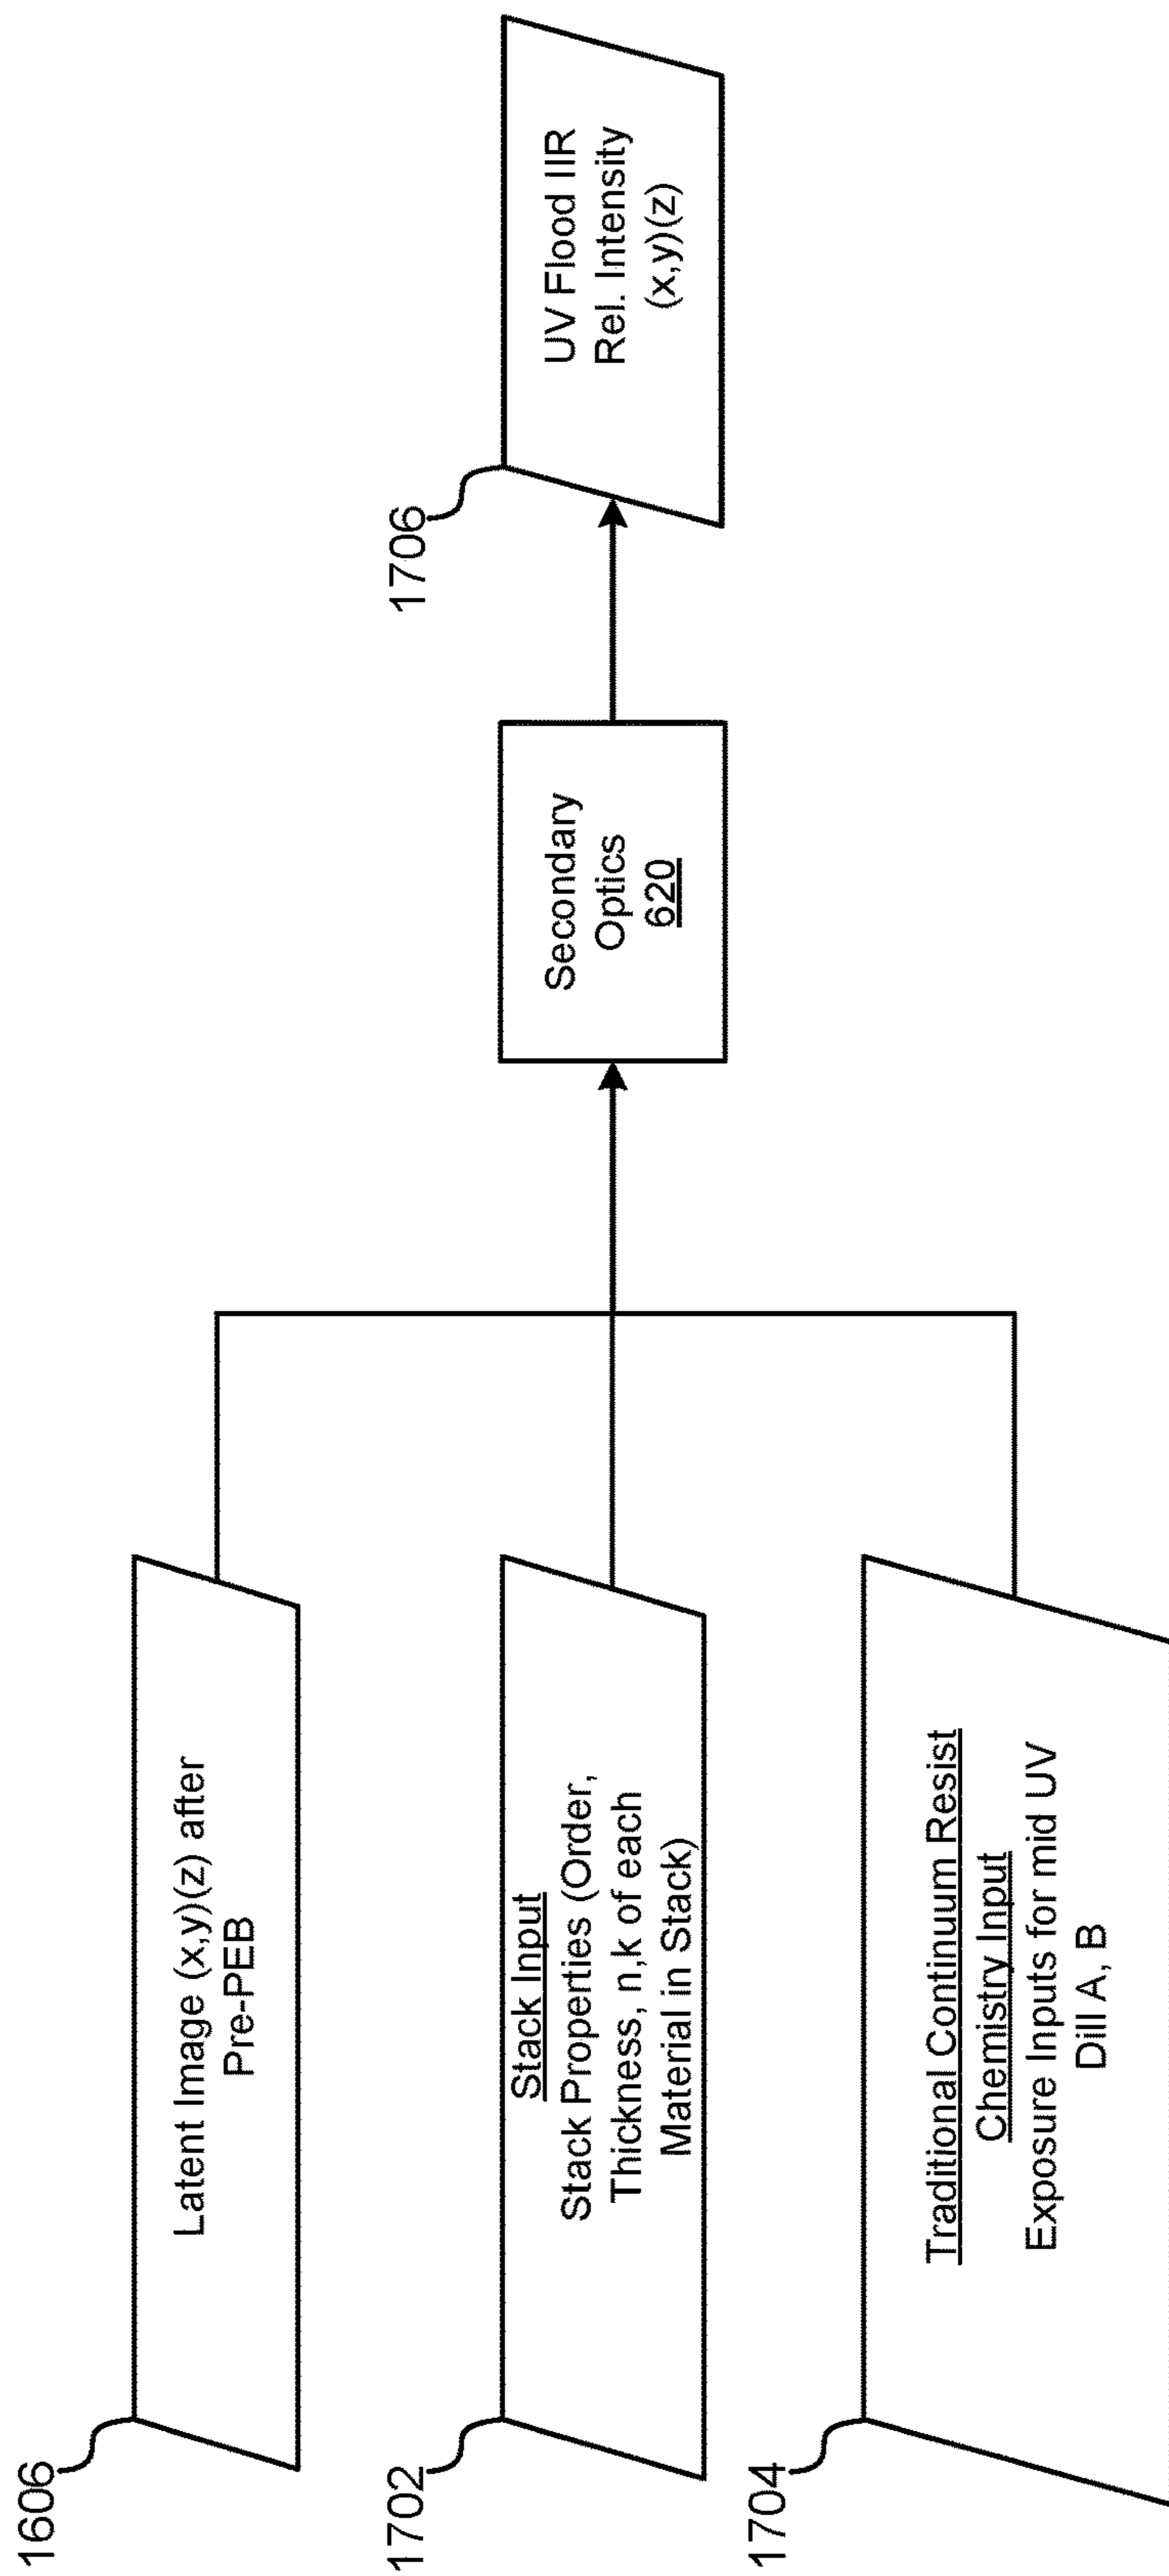 1606
Latent Image (x,y)(z) after
Pre-PEB
1702
Stack Input
Stack Properties (Order,
Thickness, n,k of each
Material in Stack)
1704
Traditional Continuum Resist
Chemistry Input
Exposure Inputs for mid UV
Dill A, B
Secondary
Optics
620
1706
UV Flood IIR
Rel. Intensity
(x,y)(z)